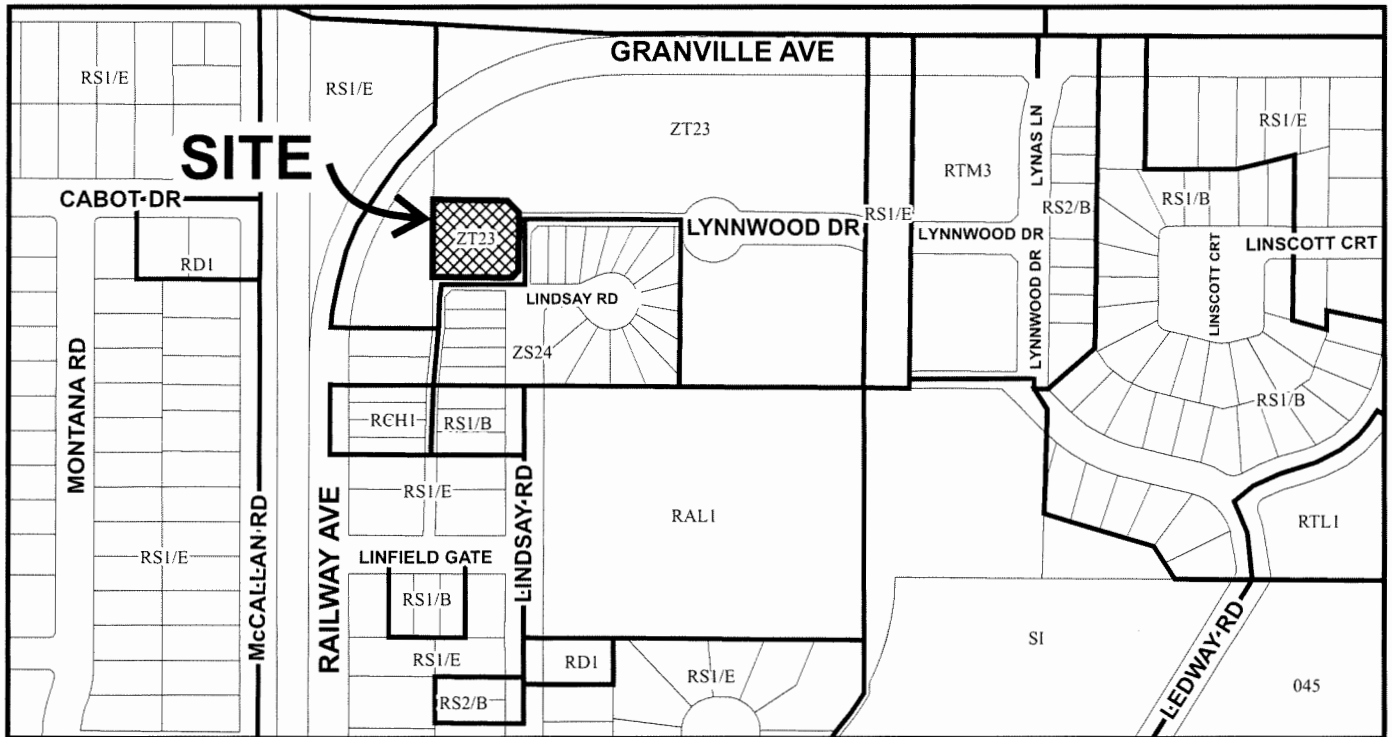 GRANVILLE AVE
RS1/E
RS1/E
ZT23
RS1/E
SITE
RTM3
LYNAS LN
RS1/B
CABOT DR
RS2/B
RS1/E
ZT23
LYNNWOOD DR
LYNNWOOD DR
LINSCOTT CRT
LINSCOTT CRT
RD1
LINDSAY RD
LYNNWOOD DR
ZS24
MONTANA RD
RCH1
RS1/B
RS1/B
RS1/E
LINDSAY RD
RAL1
RTL1
RS1/E
McCALLAN RD
RAILWAY AVE
LINFIELD GATE
RS1/B
SI
LEDWAY RD
RS1/E
RD1
RS1/E
045
RS2/B